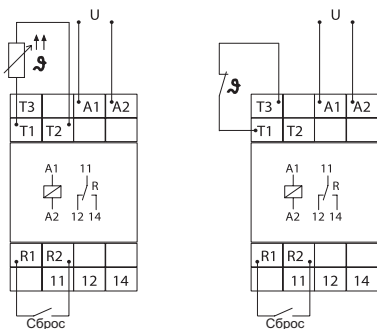 U U
ϑ ϑ
T3 A1 A2 T3 A1 A2
T1 T2 T1 T2
A1 11 A1 11
R R
A2 12 14 A2 12 14
R1 R2 R1 R2
11 12 14 11 12 14
Сброс Сброс